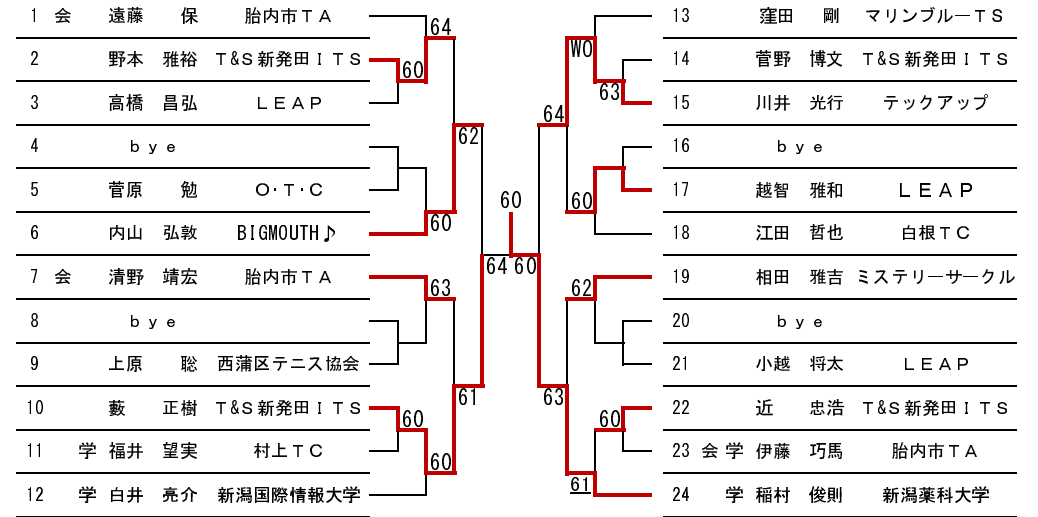 1 会 遠藤 保 胎内市TA
2 野本 雅裕 T&S新発田ITS
3 高橋 昌弘 LEAP
4 bye
5 菅原 勉 O・T・C
6 内山 弘敦 BIGMOUTH♪
7 会 清野 靖宏 胎内市TA
8 bye
9 上原 聡 西蒲区テニス協会
10 藪 正樹 T&S新発田ITS
11 学 福井 望実 村上TC
12 学 白井 亮介 新潟国際情報大学
64
60
62
60
63
61
60
60
64
60
60
WO
63
64
60
62
63
60
61
13 窪田 剛 マリンブルーTS
14 菅野 博文 T&S新発田ITS
15 川井 光行 テックアップ
16 bye
17 越智 雅和 LEAP
18 江田 哲也 白根TC
19 相田 雅吉 ミステリーサークル
20 bye
21 小越 将太 LEAP
22 近 忠浩 T&S新発田ITS
23 会 学 伊藤 巧馬 胎内市TA
24 学 稲村 俊則 新潟薬科大学